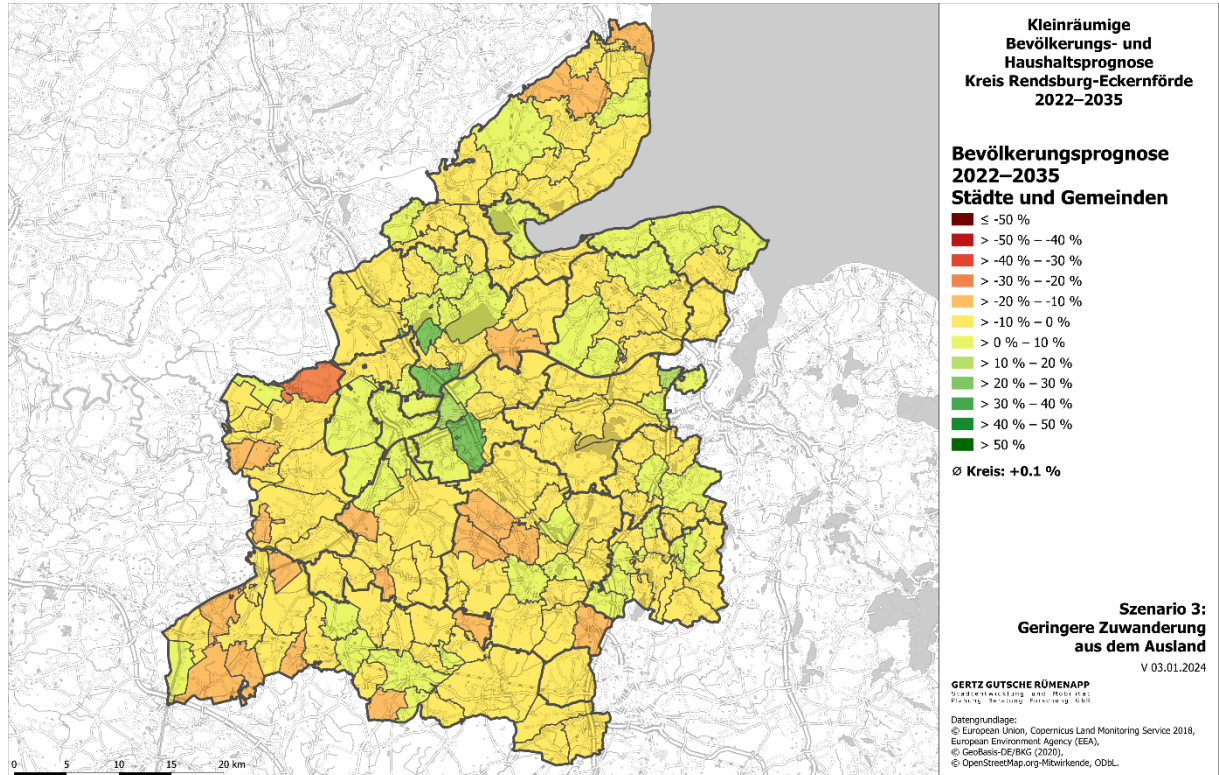 Kleinräumige
Bevölkerungs- und
Haushaltsprognose
Kreis Rendsburg-Eckernförde
2022–2035
Bevölkerungsprognose
2022–2035
Städte und Gemeinden
≤ -50 %
> -50 % – -40 %
> -40 % – -30 %
> -30 % – -20 %
> -20 % – -10 %
> -10 % – 0 %
> 0 % – 10 %
> 10 % – 20 %
> 20 % – 30 %
> 30 % – 40 %
> 40 % – 50 %
> 50 %
∅ Kreis: +0.1 %
Szenario 3:
Geringere Zuwanderung
aus dem Ausland
V 03.01.2024
GERTZ GUTSCHE RÜMENAPP
Stadtentwicklung und Mobilität
Planung Beratung Forschung GbR
Datengrundlage:
© European Union, Copernicus Land Monitoring Service 2018,
European Environment Agency (EEA),
© GeoBasis-DE/BKG (2020),
© OpenStreetMap.org-Mitwirkende, ODbL.
0 5 10 15 20 km